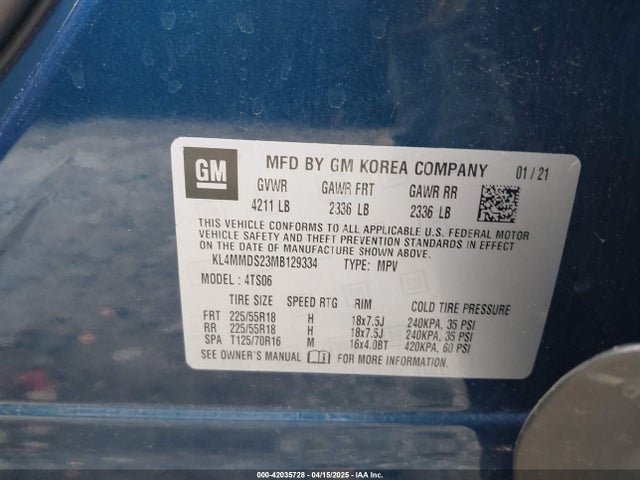 GM MFD BY GM KOREA COMPANY 01/21
GVWR GAWR FRT GAWR RR
4211 LB 2336 LB 2336 LB
THIS VEHICLE CONFORMS TO ALL APPLICABLE U.S. FEDERAL MOTOR
VEHICLE SAFETY AND THEFT PREVENTION STANDARDS IN EFFECT
ON THE DATE OF MANUFACTURE SHOWN ABOVE.
KL4MMDS23MB129334 TYPE: MPV
MODEL: 4TS06
TIRE SIZE SPEED RTG RIM COLD TIRE PRESSURE
FRT 225/55R18 H 18x7.5J 240KPA, 35 PSI
RR 225/55R18 H 18x7.5J 240KPA, 35 PSI
SPA T125/70R16 M 16x4.0BT 420KPA, 60 PSI
SEE OWNER'S MANUAL FOR MORE INFORMATION.
000-42035728 - 04/15/2025 - IAA Inc.